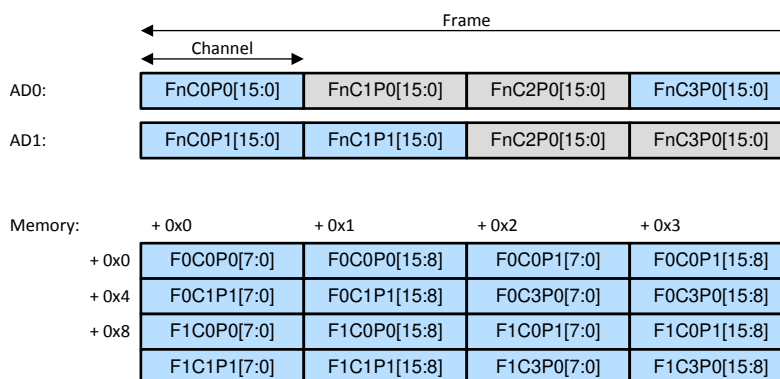 Frame
Channel
AD0: FnC0P0[15:0] FnC1P0[15:0] FnC2P0[15:0] FnC3P0[15:0]
AD1: FnC0P1[15:0] FnC1P1[15:0] FnC2P0[15:0] FnC3P0[15:0]
Memory: + 0x0 + 0x1 + 0x2 + 0x3
+ 0x0 F0C0P0[7:0] F0C0P0[15:8] F0C0P1[7:0] F0C0P1[15:8]
+ 0x4 F0C1P1[7:0] F0C1P1[15:8] F0C3P0[7:0] F0C3P0[15:8]
+ 0x8 F1C0P0[7:0] F1C0P0[15:8] F1C0P1[7:0] F1C0P1[15:8]
F1C1P1[7:0] F1C1P1[15:8] F1C3P0[7:0] F1C3P0[15:8]